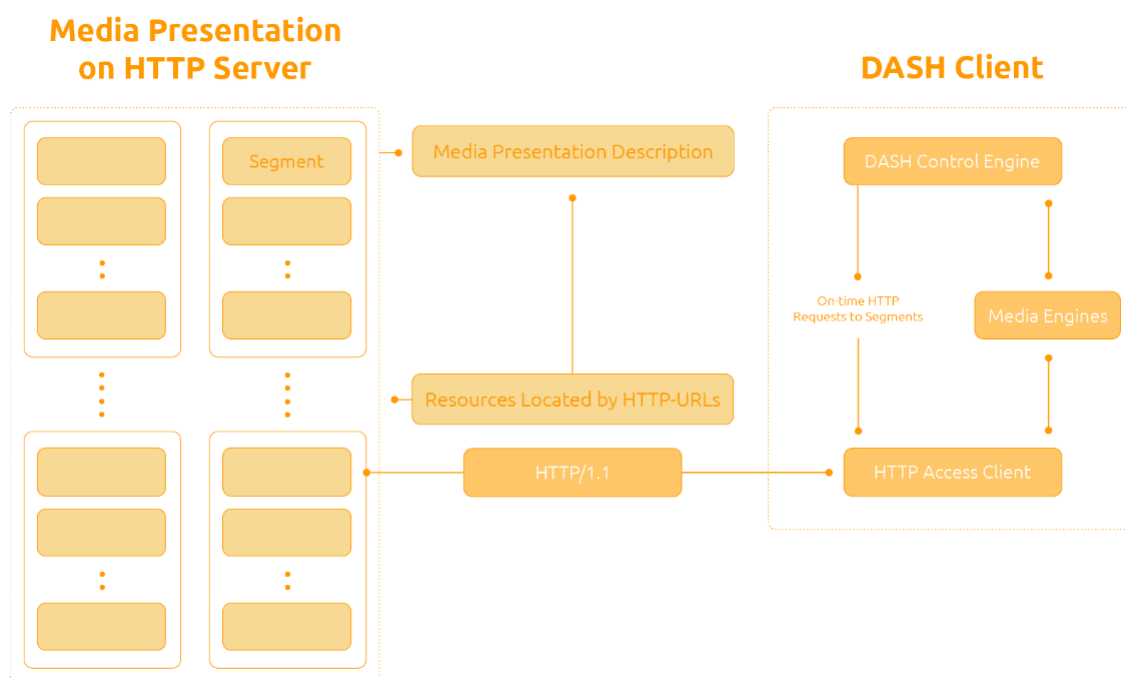 Media Presentation
on HTTP Server
DASH Client
Segment
Media Presentation Description
DASH Control Engine
On-time HTTP
Requests to Segments
Media Engines
Resources Located by HTTP-URLs
HTTP/1.1
HTTP Access Client